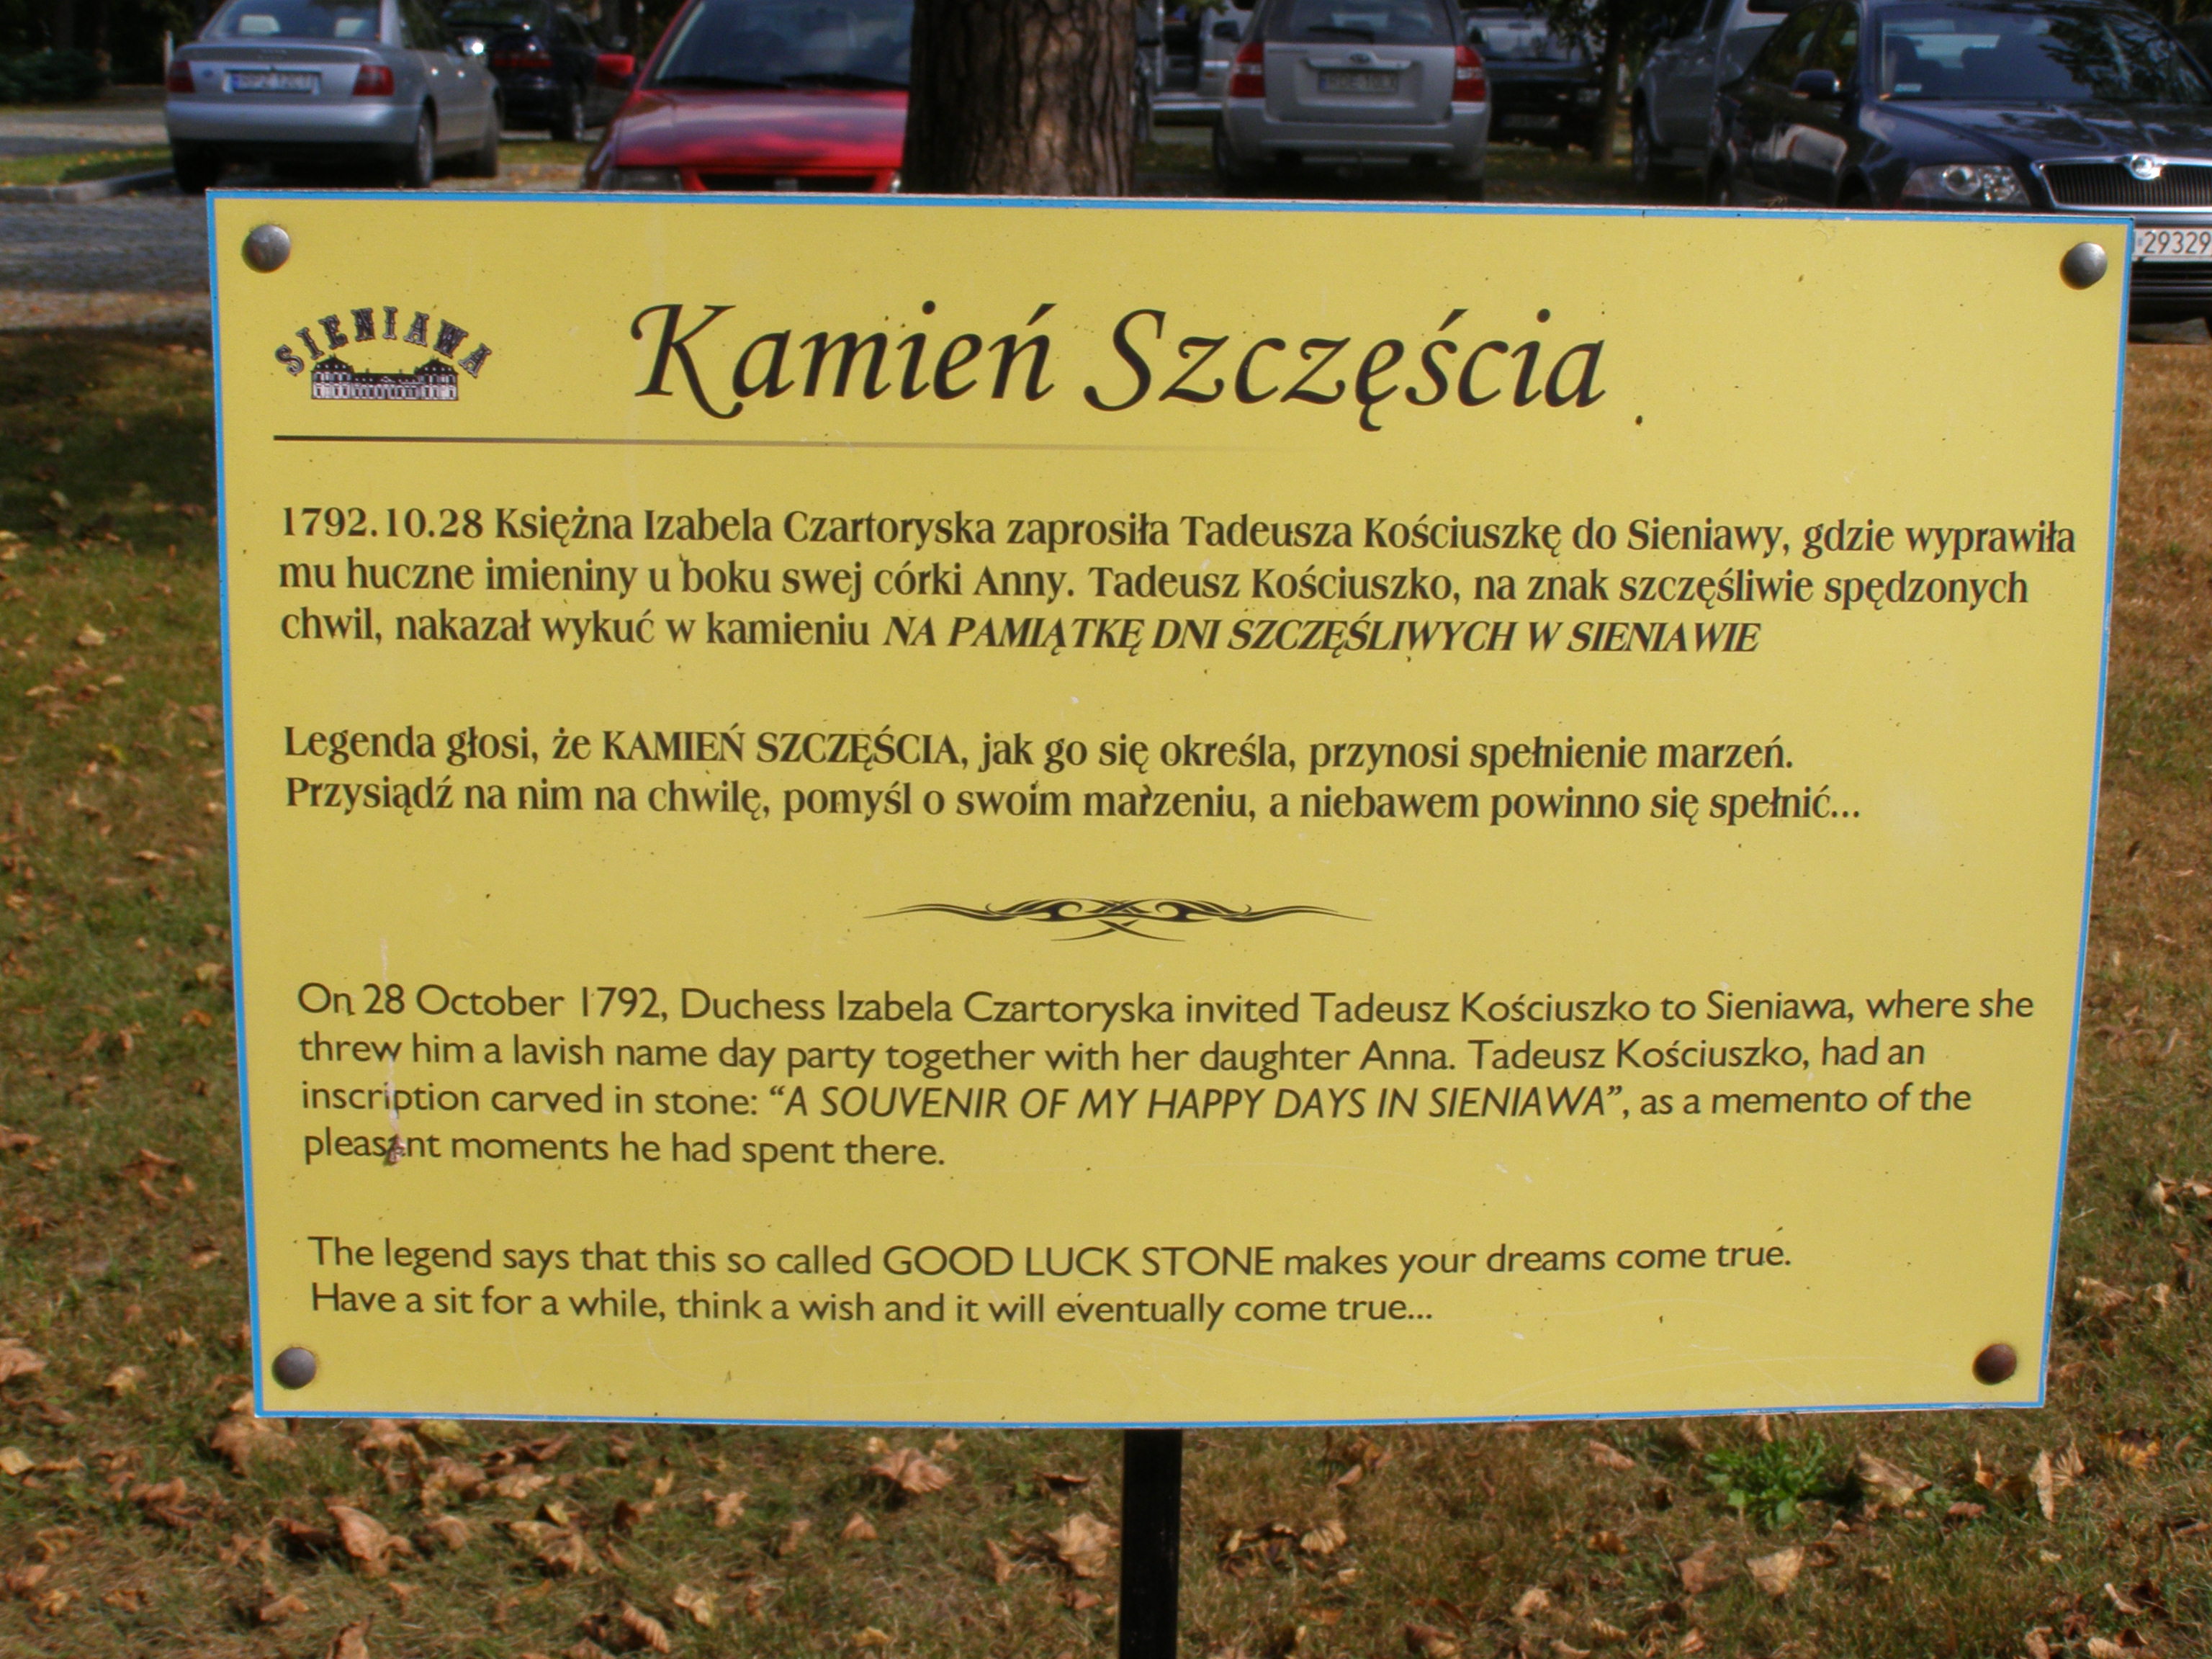 SIENIAWA
Kamień Szczęścia
1792.10.28 Księżna Izabela Czartoryska zaprosiła Tadeusza Kościuszkę do Sieniawy, gdzie wyprawiła
mu huczne imieniny u boku swej córki Anny. Tadeusz Kościuszko, na znak szczęśliwie spędzonych
chwil, nakazał wykuć w kamieniu NA PAMIĄTKĘ DNI SZCZĘŚLIWYCH W SIENIAWIE
Legenda głosi, że KAMIEŃ SZCZĘŚCIA, jak go się określa, przynosi spełnienie marzeń.
Przysiądź na nim na chwilę, pomyśl o swoim marzeniu, a niebawem powinno się spełnić...
On 28 October 1792, Duchess Izabela Czartoryska invited Tadeusz Kościuszko to Sieniawa, where she
threw him a lavish name day party together with her daughter Anna. Tadeusz Kościuszko, had an
inscription carved in stone: “A SOUVENIR OF MY HAPPY DAYS IN SIENIAWA”, as a memento of the
pleasant moments he had spent there.
The legend says that this so called GOOD LUCK STONE makes your dreams come true.
Have a sit for a while, think a wish and it will eventually come true...
29329